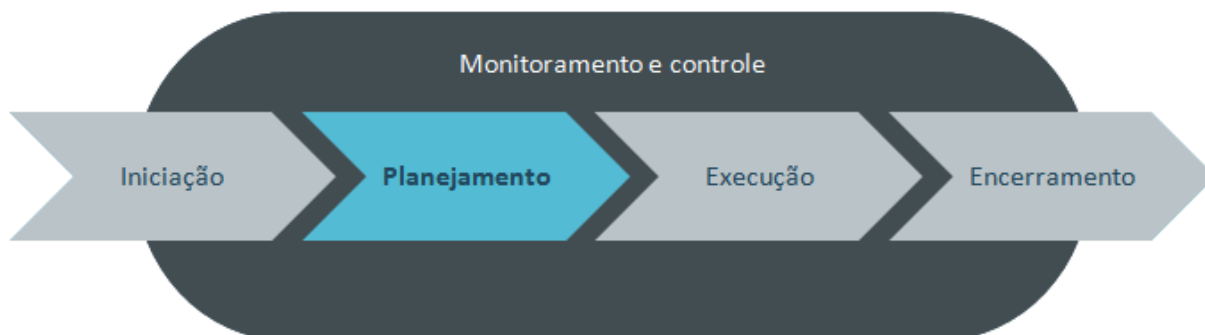 Monitoramento e controle
Iniciação
Planejamento
Execução
Encerramento